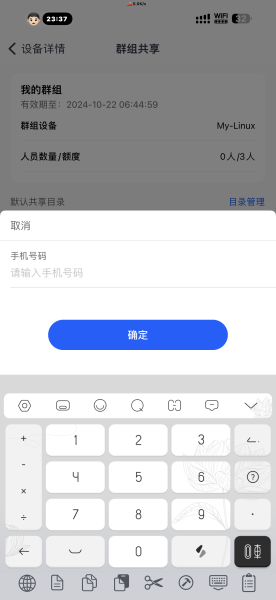 23:37
WiFi
32
设备详情
群组共享
我的群组
有效期至：2024-10-22 06:44:59
群组设备 My-Linux
人员数量/额度 0人/3人
默认共享目录 目录管理
取消
手机号码
请输入手机号码
确定
+ 1 2 3
- 4 5 6
× 7 8 9 .
÷ 0